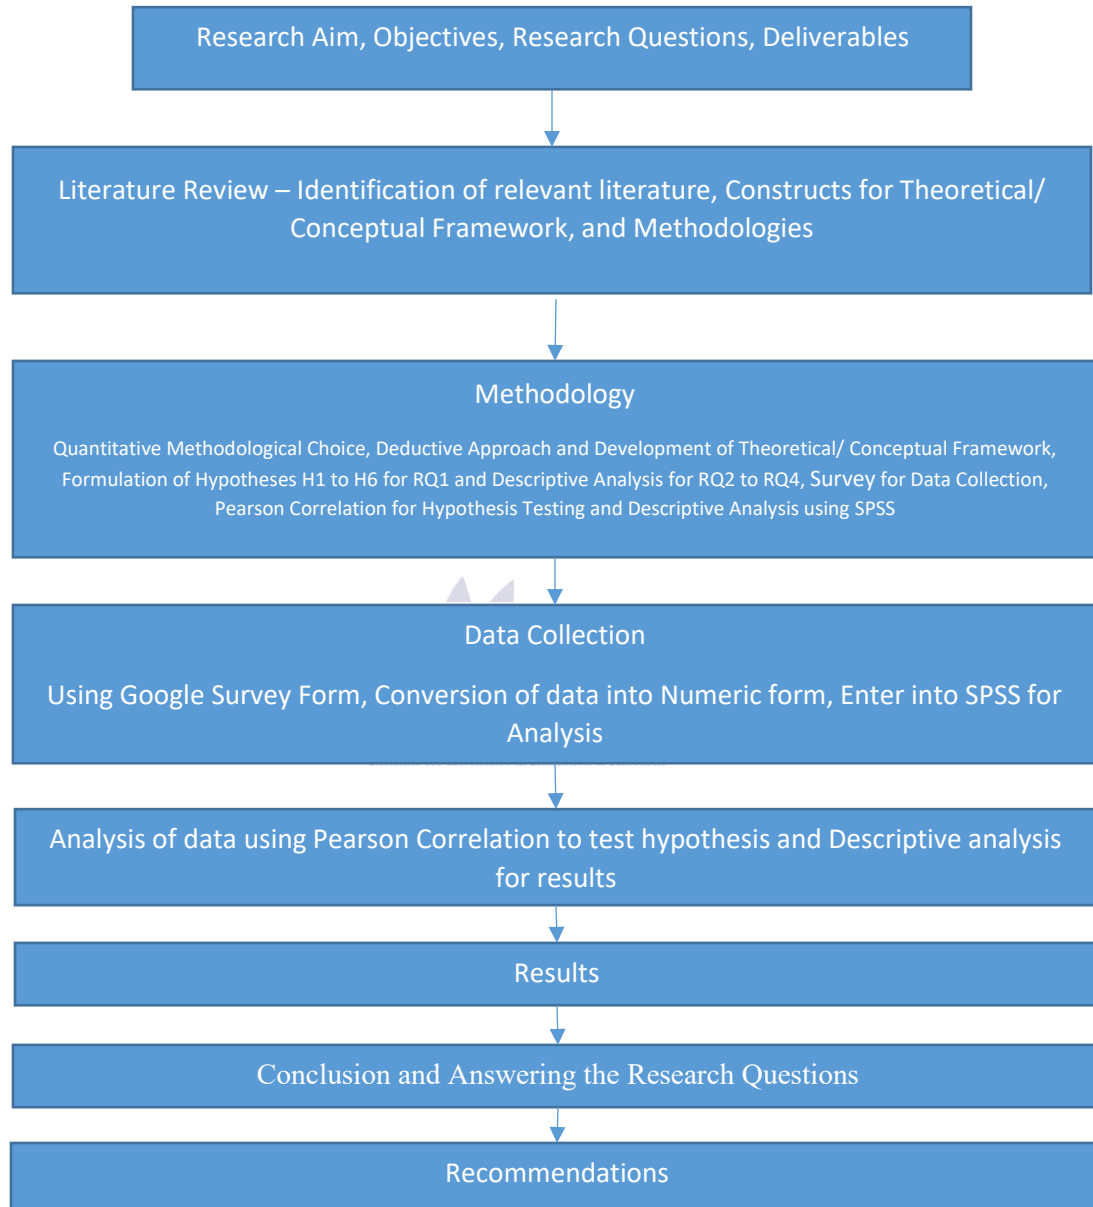 Research Aim, Objectives, Research Questions, Deliverables
Literature Review – Identification of relevant literature, Constructs for Theoretical/
Conceptual Framework, and Methodologies
Methodology
Quantitative Methodological Choice, Deductive Approach and Development of Theoretical/ Conceptual Framework,
Formulation of Hypotheses H1 to H6 for RQ1 and Descriptive Analysis for RQ2 to RQ4, Survey for Data Collection,
Pearson Correlation for Hypothesis Testing and Descriptive Analysis using SPSS
Data Collection
Using Google Survey Form, Conversion of data into Numeric form, Enter into SPSS for
Analysis
Analysis of data using Pearson Correlation to test hypothesis and Descriptive analysis
for results
Results
Conclusion and Answering the Research Questions
Recommendations